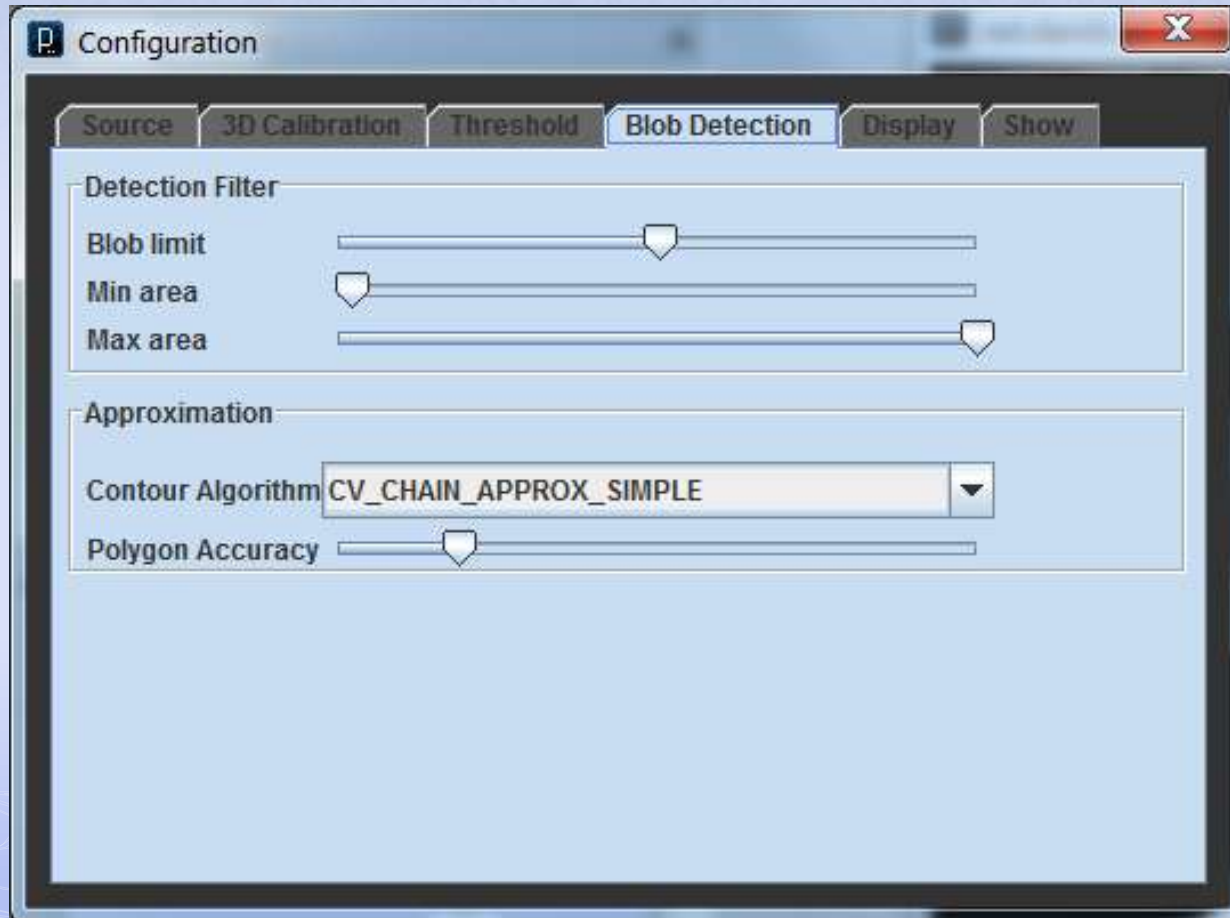 Configuration
Source 3D Calibration Threshold Blob Detection Display Show
Detection Filter
Blob limit
Min area
Max area
Approximation
Contour Algorithm CV_CHAIN_APPROX_SIMPLE
Polygon Accuracy